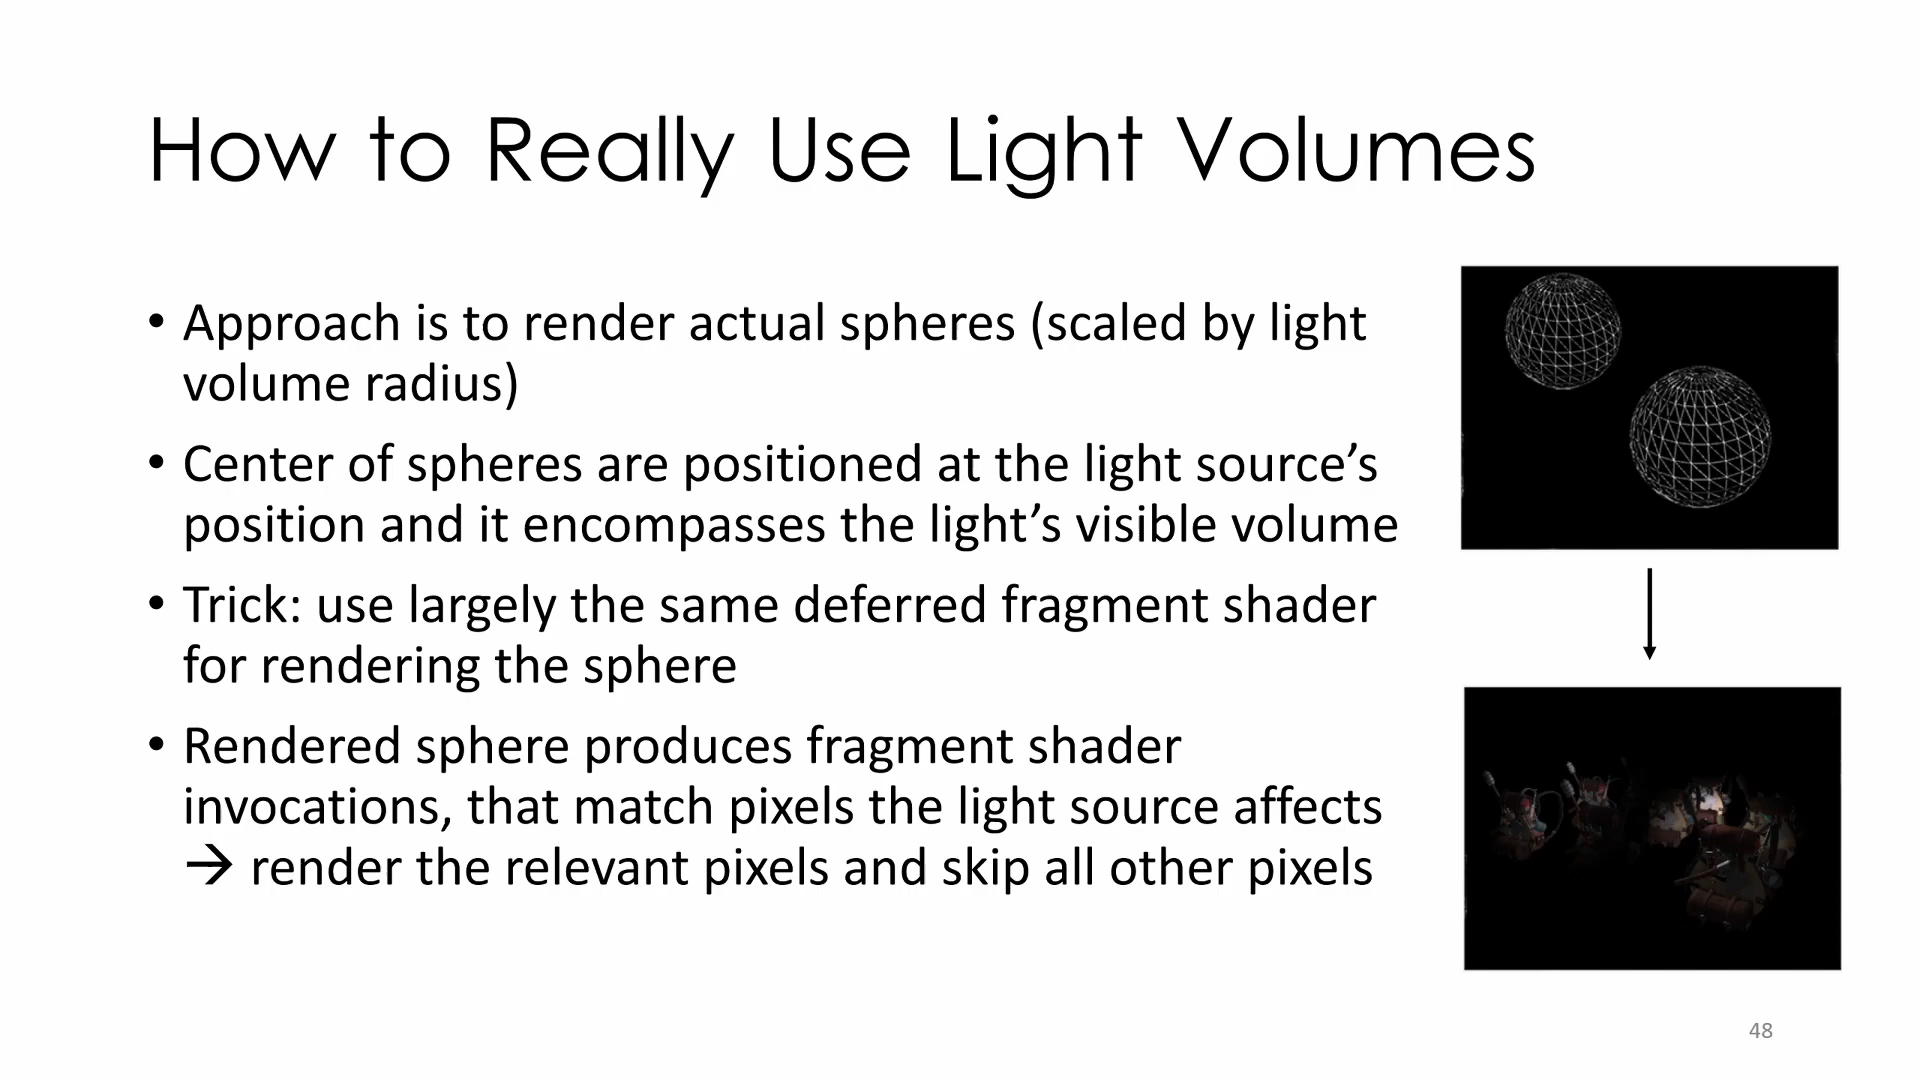 How to Really Use Light Volumes
• Approach is to render actual spheres (scaled by light
volume radius)
• Center of spheres are positioned at the light source’s
position and it encompasses the light’s visible volume
• Trick: use largely the same deferred fragment shader
for rendering the sphere
• Rendered sphere produces fragment shader
invocations, that match pixels the light source affects
→ render the relevant pixels and skip all other pixels
48